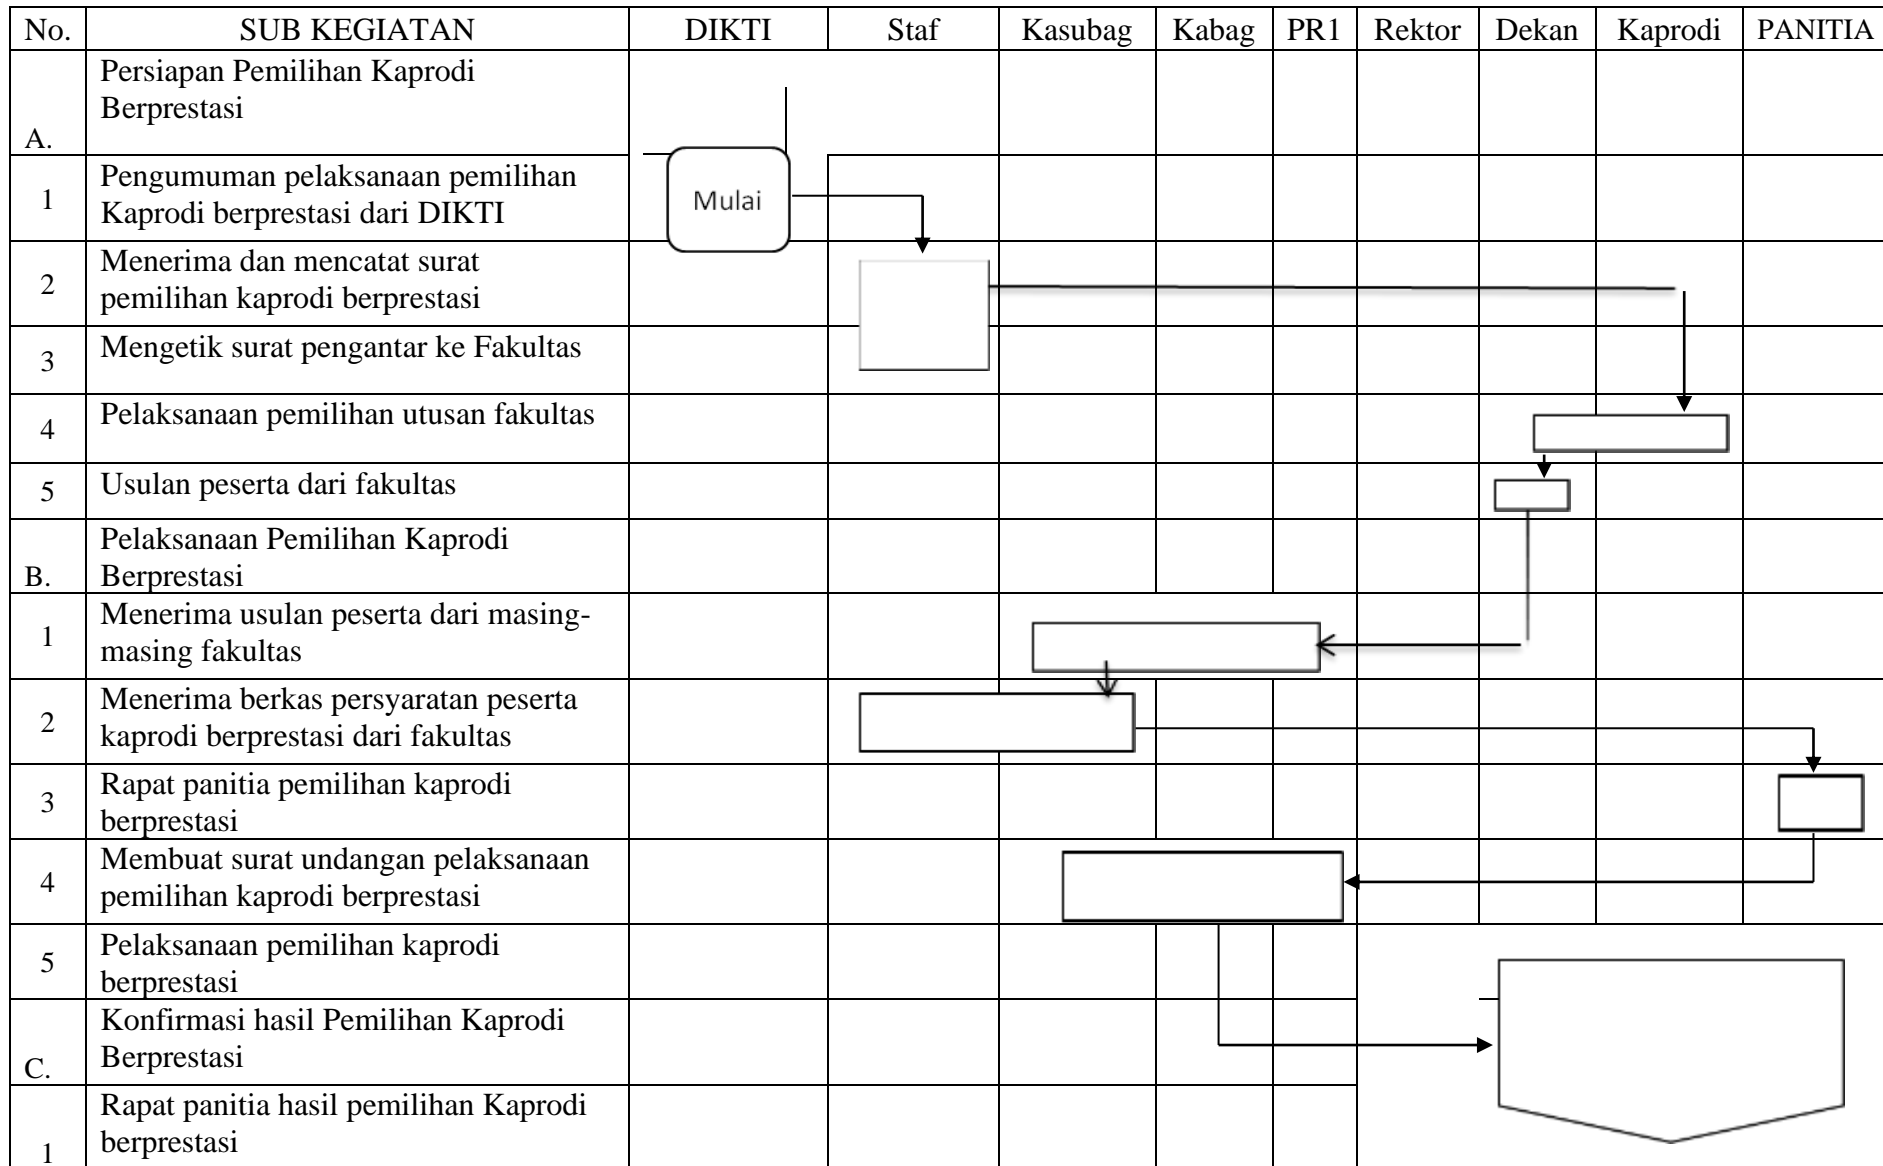 No. SUB KEGIATAN DIKTI Staf Kasubag Kabag PR1 Rektor Dekan Kaprodi PANITIA
Persiapan Pemilihan Kaprodi
Berprestasi
A.
Pengumuman pelaksanaan pemilihan
1 Kaprodi berprestasi dari DIKTI
Mulai
Menerima dan mencatat surat
2 pemilihan kaprodi berprestasi
3 Mengetik surat pengantar ke Fakultas
4 Pelaksanaan pemilihan utusan fakultas
5 Usulan peserta dari fakultas
Pelaksanaan Pemilihan Kaprodi
B. Berprestasi
Menerima usulan peserta dari masing-
1 masing fakultas
Menerima berkas persyaratan peserta
2 kaprodi berprestasi dari fakultas
Rapat panitia pemilihan kaprodi
3 berprestasi
Membuat surat undangan pelaksanaan
4 pemilihan kaprodi berprestasi
Pelaksanaan pemilihan kaprodi
5 berprestasi
Konfirmasi hasil Pemilihan Kaprodi
Berprestasi
C.
Rapat panitia hasil pemilihan Kaprodi
berprestasi
1